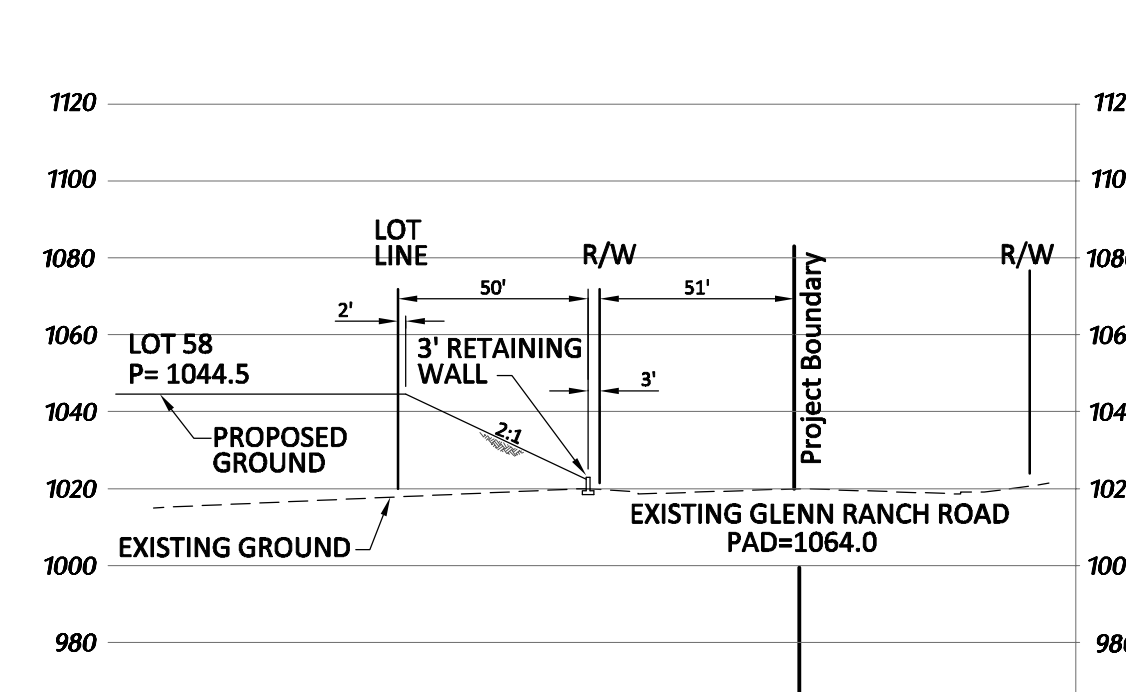 1120
112
1100
110
LOT
LINE
R/W
R/W
1080
108
50'
51'
2'
1060
106
Project Boundary
LOT 58
P= 1044.5
3' RETAINING
WALL
3'
1040
104
2:1
PROPOSED
GROUND
1020
102
EXISTING GLENN RANCH ROAD
PAD=1064.0
EXISTING GROUND
1000
100
980
980